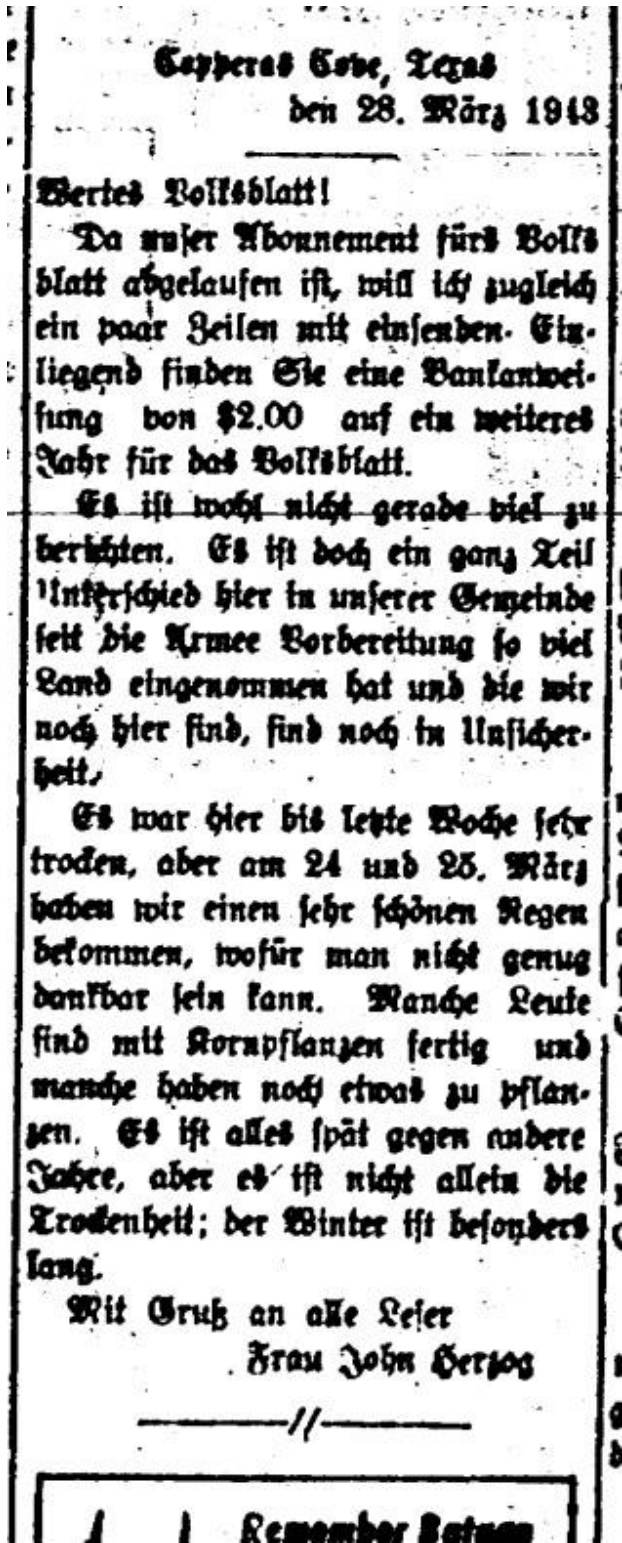 Copperas Cove, Texas
den 28. März 1943
Wertes Volksblatt!
Da unser Abonnement fürs Volks
blatt abgelaufen ist, will ich zugleich
ein paar Zeilen mit einsenden. Ein-
liegend finden Sie eine Bankanwei-
sung von $2.00 auf ein weiteres
Jahr für das Volksblatt.
Es ist wohl nicht gerade viel zu
berichten. Es ist doch ein ganz Teil
Unterschied hier in unserer Gemeinde
seit die Armee Vorbereitung so viel
Land eingenommen hat und die wir
noch hier sind, sind noch in Unsicher-
heit.
Es war hier bis letzte Woche sehr
trocken, aber am 24 und 25. März
haben wir einen sehr schönen Regen
bekommen, wofür man nicht genug
dankbar sein kann. Manche Leute
sind mit Kornpflanzen fertig und
manche haben noch etwas zu pflan-
zen. Es ist alles spät gegen andere
Jahre, aber es ist nicht allein die
Trockenheit; der Winter ist besonders
lang.
Mit Gruß an alle Leser
Frau John Herzog
//
Remember Bataan